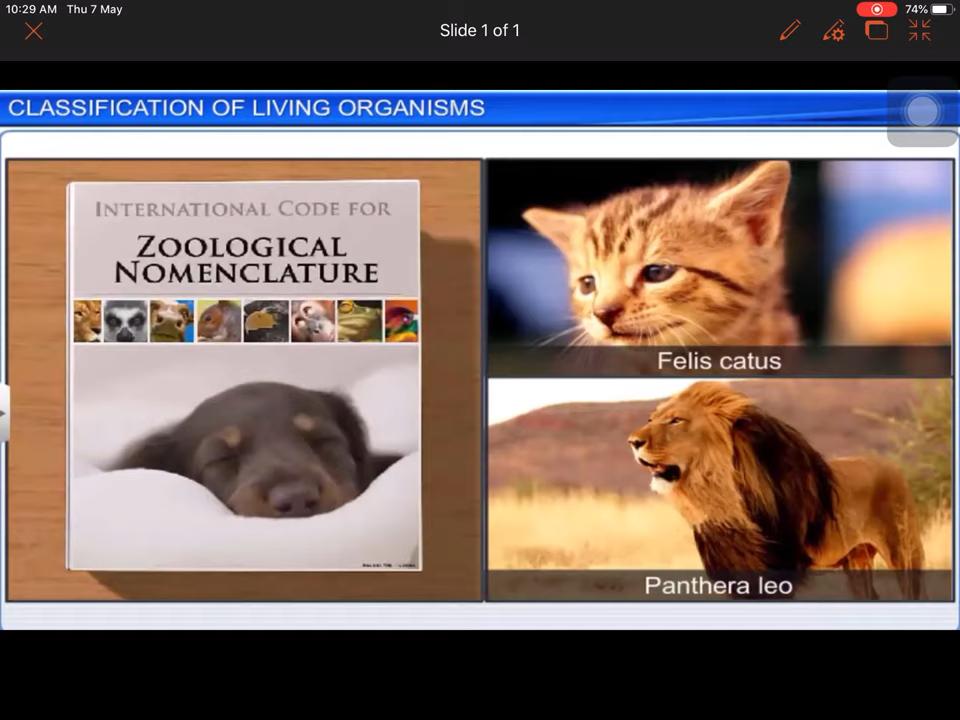 10:29 AM Thu 7 May
74%
Slide 1 of 1
CLASSIFICATION OF LIVING ORGANISMS
INTERNATIONAL CODE FOR
ZOOLOGICAL
NOMENCLATURE
Felis catus
Panthera leo